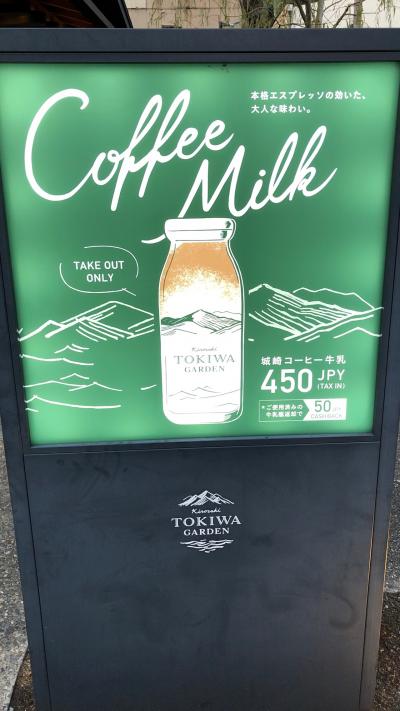 Coffee
Milk
本格エスプレッソの効いた、
大人な味わい。
TAKE OUT
ONLY
Kinosaki
TOKIWA
GARDEN
城崎コーヒー牛乳
450 JPY
(TAX IN)
*ご使用済みの
牛乳瓶返却で
50 JPY
CASHBACK
Kinosaki
TOKIWA
GARDEN